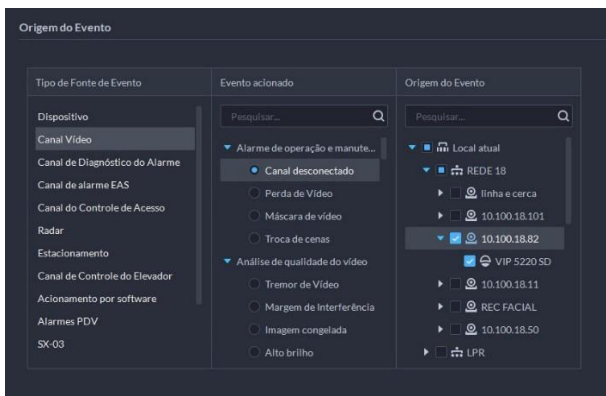 Origem do Evento
Tipo de Fonte de Evento
Dispositivo
Canal Vídeo
Canal de Diagnóstico do Alarme
Canal de alarme EAS
Canal do Controle de Acesso
Radar
Estacionamento
Canal de Controle do Elevador
Acionamento por software
Alarmes PDV
SX-03
Evento acionado
Pesquisar...
Alarme de operação e manute...
Canal desconectado
Perda de Vídeo
Máscara de vídeo
Troca de cenas
Análise de qualidade do vídeo
Tremor de Vídeo
Margem de Interferência
Imagem congelada
Alto brilho
Origem do Evento
Pesquisar...
Local atual
REDE 18
linha e cerca
10.100.18.101
10.100.18.82
VIP 5220 SD
10.100.18.11
REC FACIAL
10.100.18.50
LPR